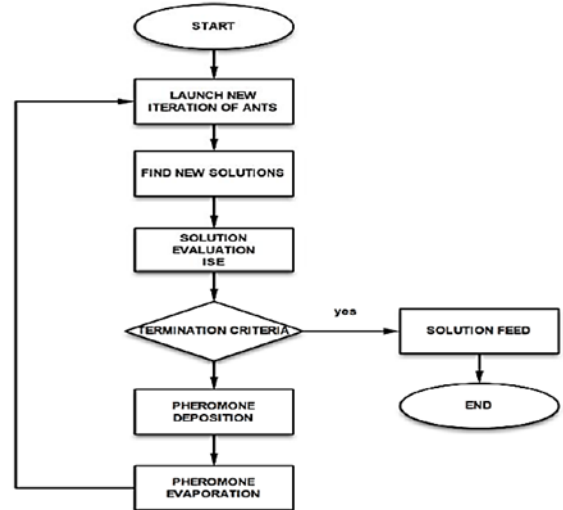 START
LAUNCH NEW
ITERATION OF ANTS
FIND NEW SOLUTIONS
SOLUTION
EVALUATION
ISE
TERMINATION CRITERIA
yes
SOLUTION FEED
END
PHEROMONE
DEPOSITION
PHEROMONE
EVAPORATION